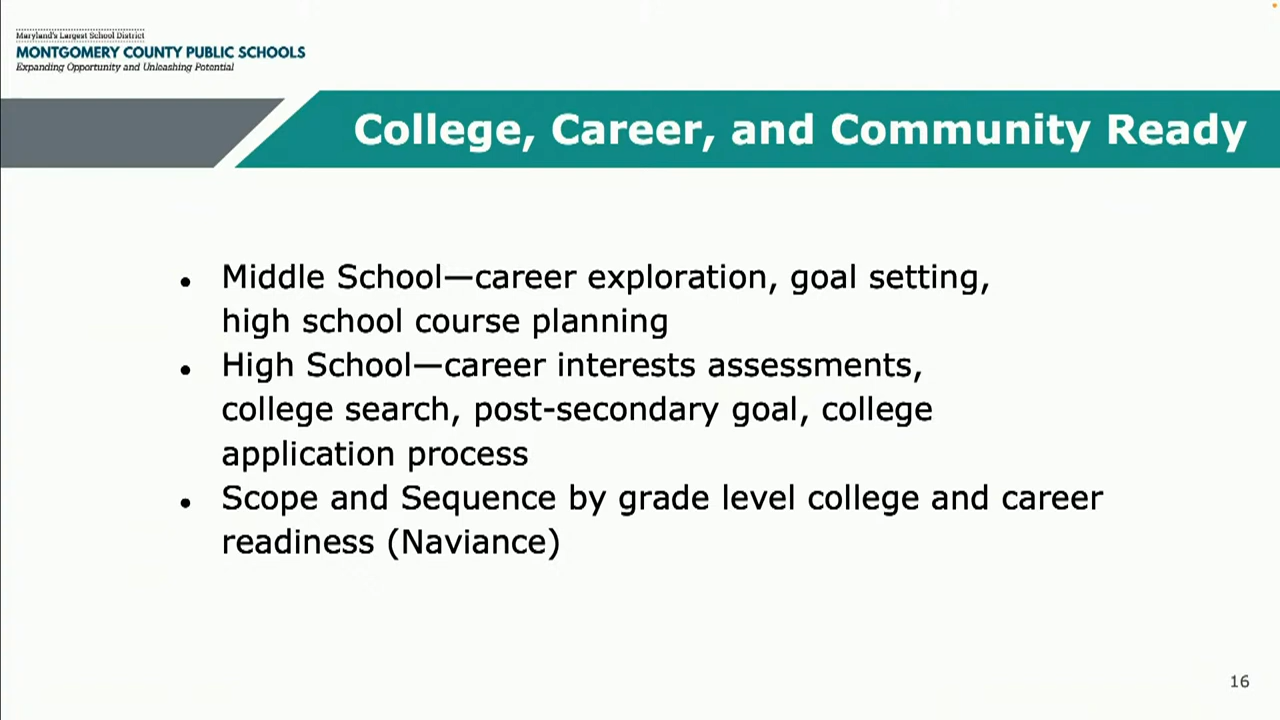 Maryland's Largest School District
MONTGOMERY COUNTY PUBLIC SCHOOLS
Expanding Opportunity and Unleashing Potential
College, Career, and Community Ready
• Middle School—career exploration, goal setting,
high school course planning
• High School—career interests assessments,
college search, post-secondary goal, college
application process
• Scope and Sequence by grade level college and career
readiness (Naviance)
16